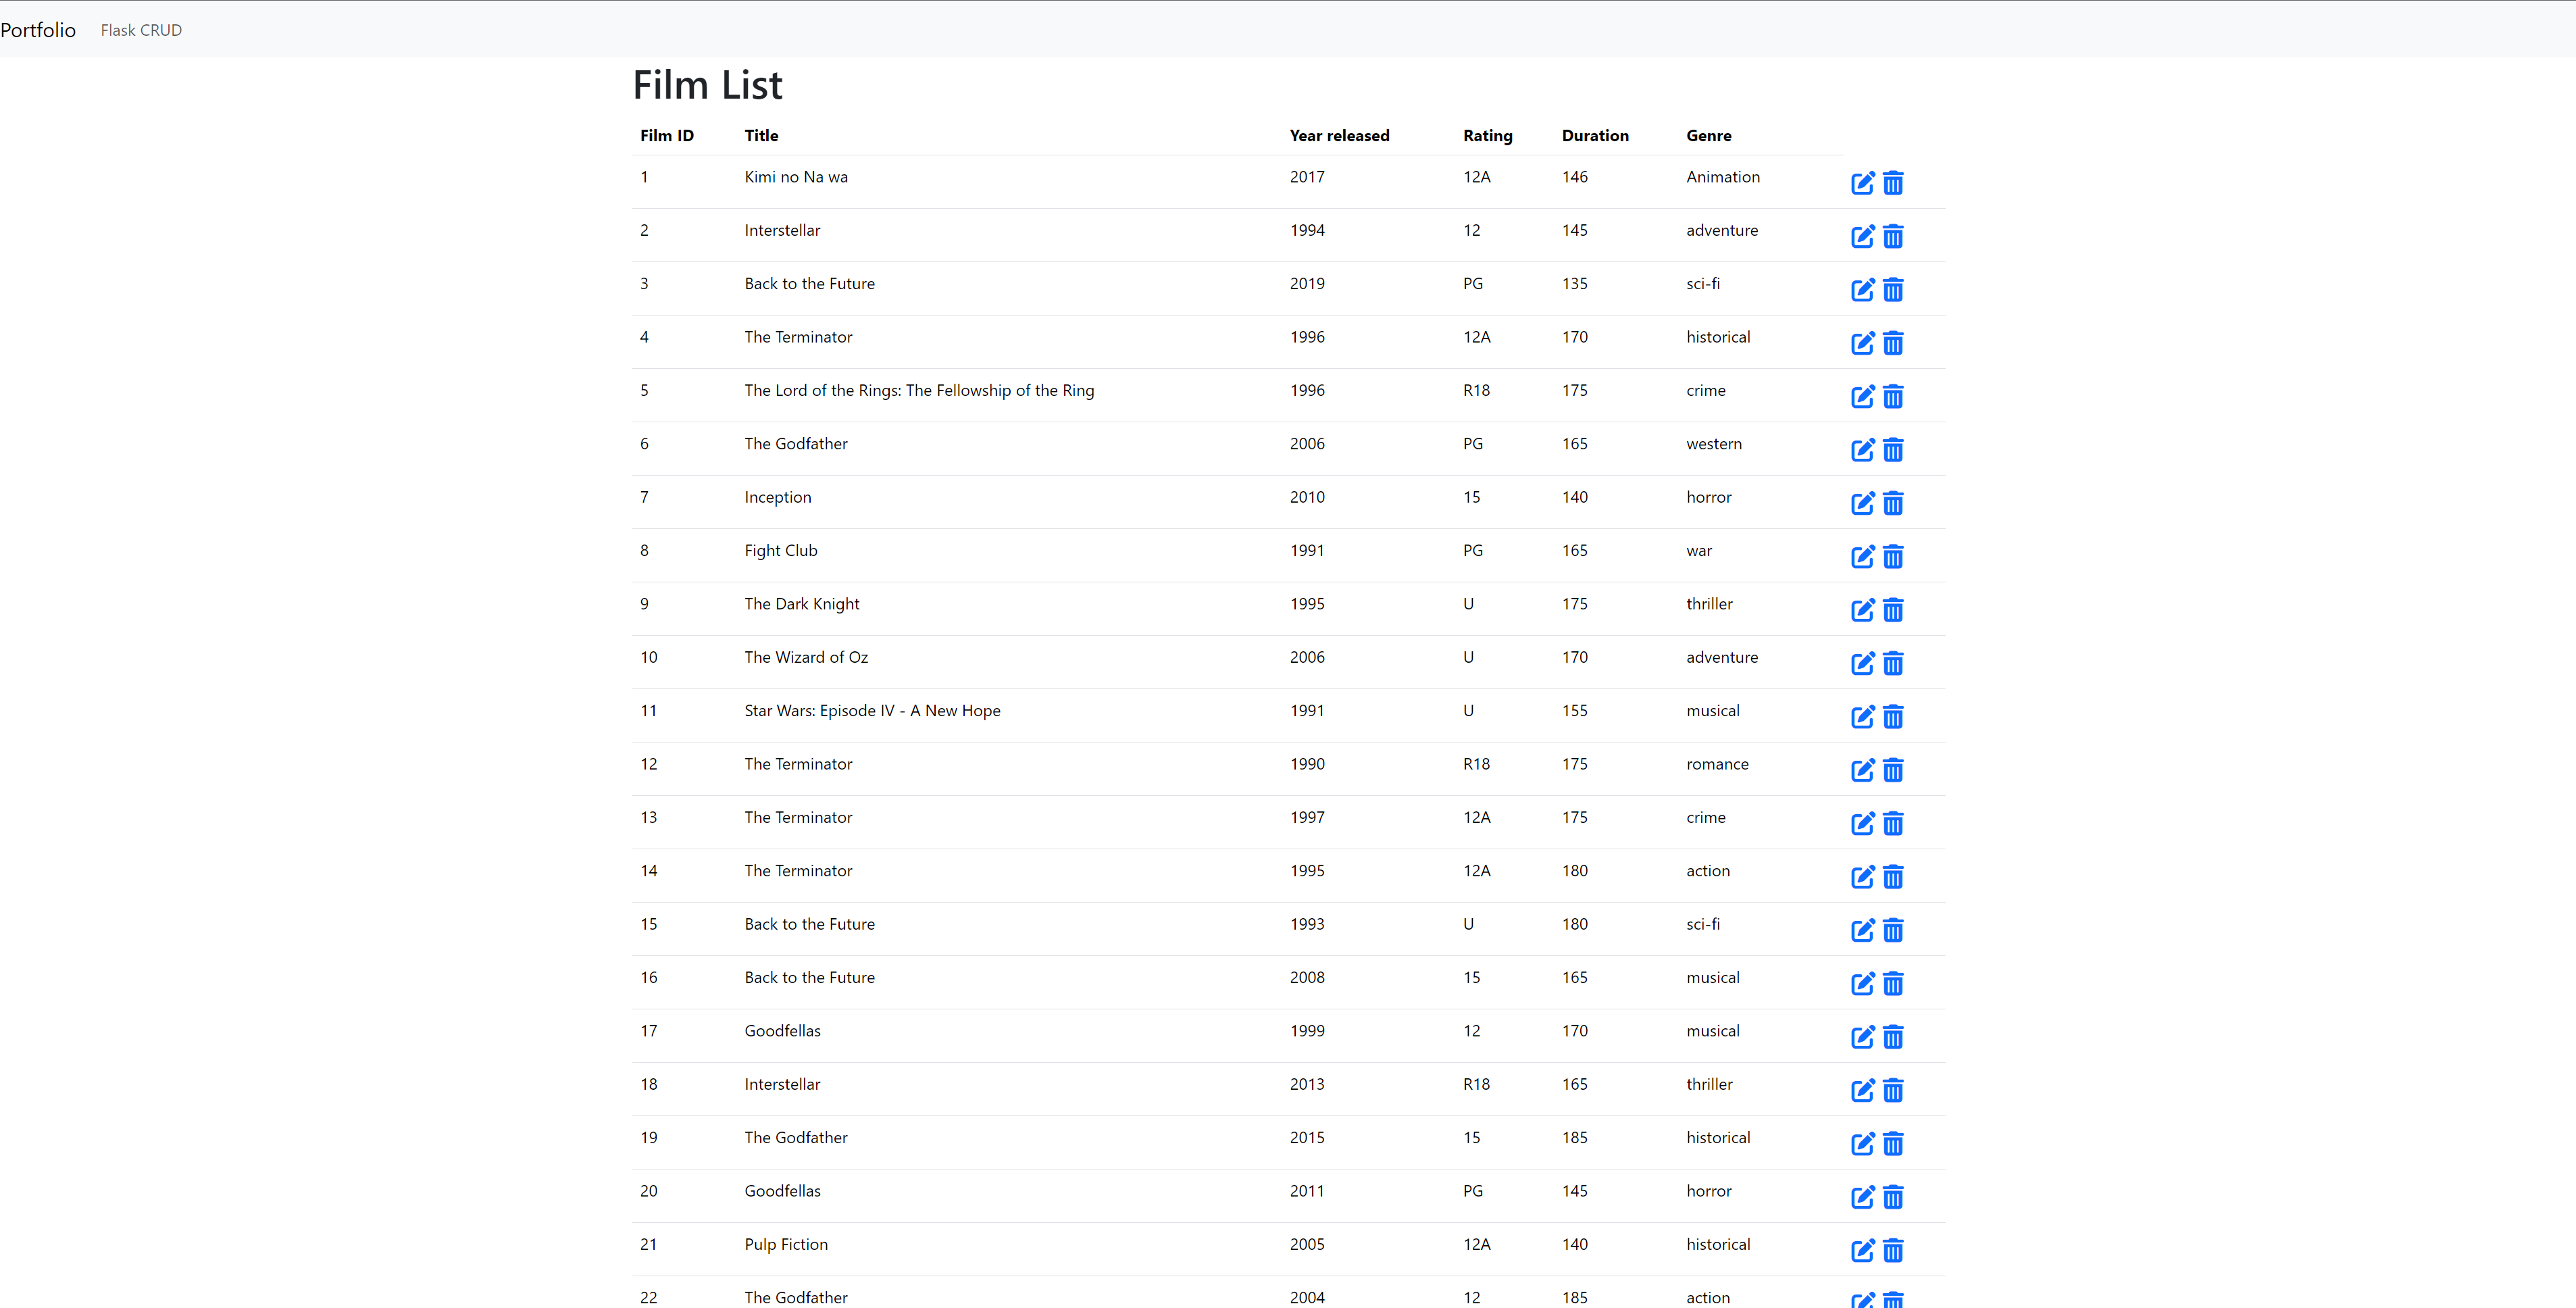 Portfolio Flask CRUD
Film List
Film ID Title Year released Rating Duration Genre
1 Kimi no Na wa 2017 12A 146 Animation
2 Interstellar 1994 12 145 adventure
3 Back to the Future 2019 PG 135 sci-fi
4 The Terminator 1996 12A 170 historical
5 The Lord of the Rings: The Fellowship of the Ring 1996 R18 175 crime
6 The Godfather 2006 PG 165 western
7 Inception 2010 15 140 horror
8 Fight Club 1991 PG 165 war
9 The Dark Knight 1995 U 175 thriller
10 The Wizard of Oz 2006 U 170 adventure
11 Star Wars: Episode IV - A New Hope 1991 U 155 musical
12 The Terminator 1990 R18 175 romance
13 The Terminator 1997 12A 175 crime
14 The Terminator 1995 12A 180 action
15 Back to the Future 1993 U 180 sci-fi
16 Back to the Future 2008 15 165 musical
17 Goodfellas 1999 12 170 musical
18 Interstellar 2013 R18 165 thriller
19 The Godfather 2015 15 185 historical
20 Goodfellas 2011 PG 145 horror
21 Pulp Fiction 2005 12A 140 historical
22 The Godfather 2004 12 185 action